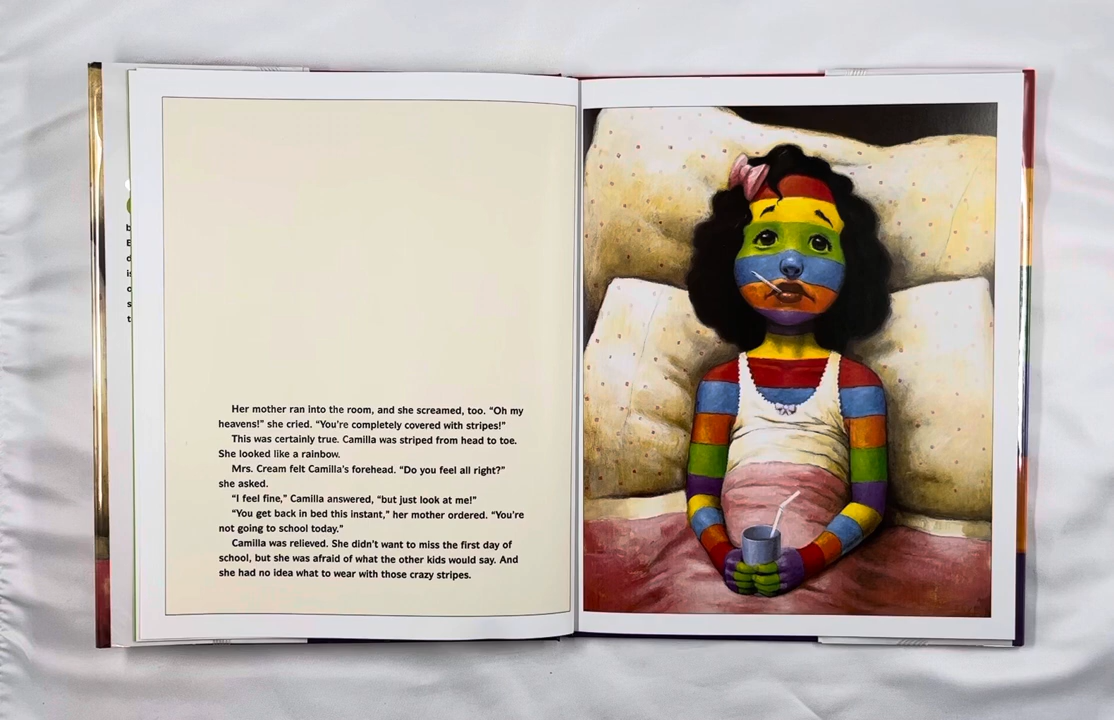 b
E
d
is
o
s
t
Her mother ran into the room, and she screamed, too. “Oh my
heavens!” she cried. “You’re completely covered with stripes!”
This was certainly true. Camilla was striped from head to toe.
She looked like a rainbow.
Mrs. Cream felt Camilla’s forehead. “Do you feel all right?”
she asked.
“I feel fine,” Camilla answered, “but just look at me!”
“You get back in bed this instant,” her mother ordered. “You’re
not going to school today.”
Camilla was relieved. She didn’t want to miss the first day of
school, but she was afraid of what the other kids would say. And
she had no idea what to wear with those crazy stripes.